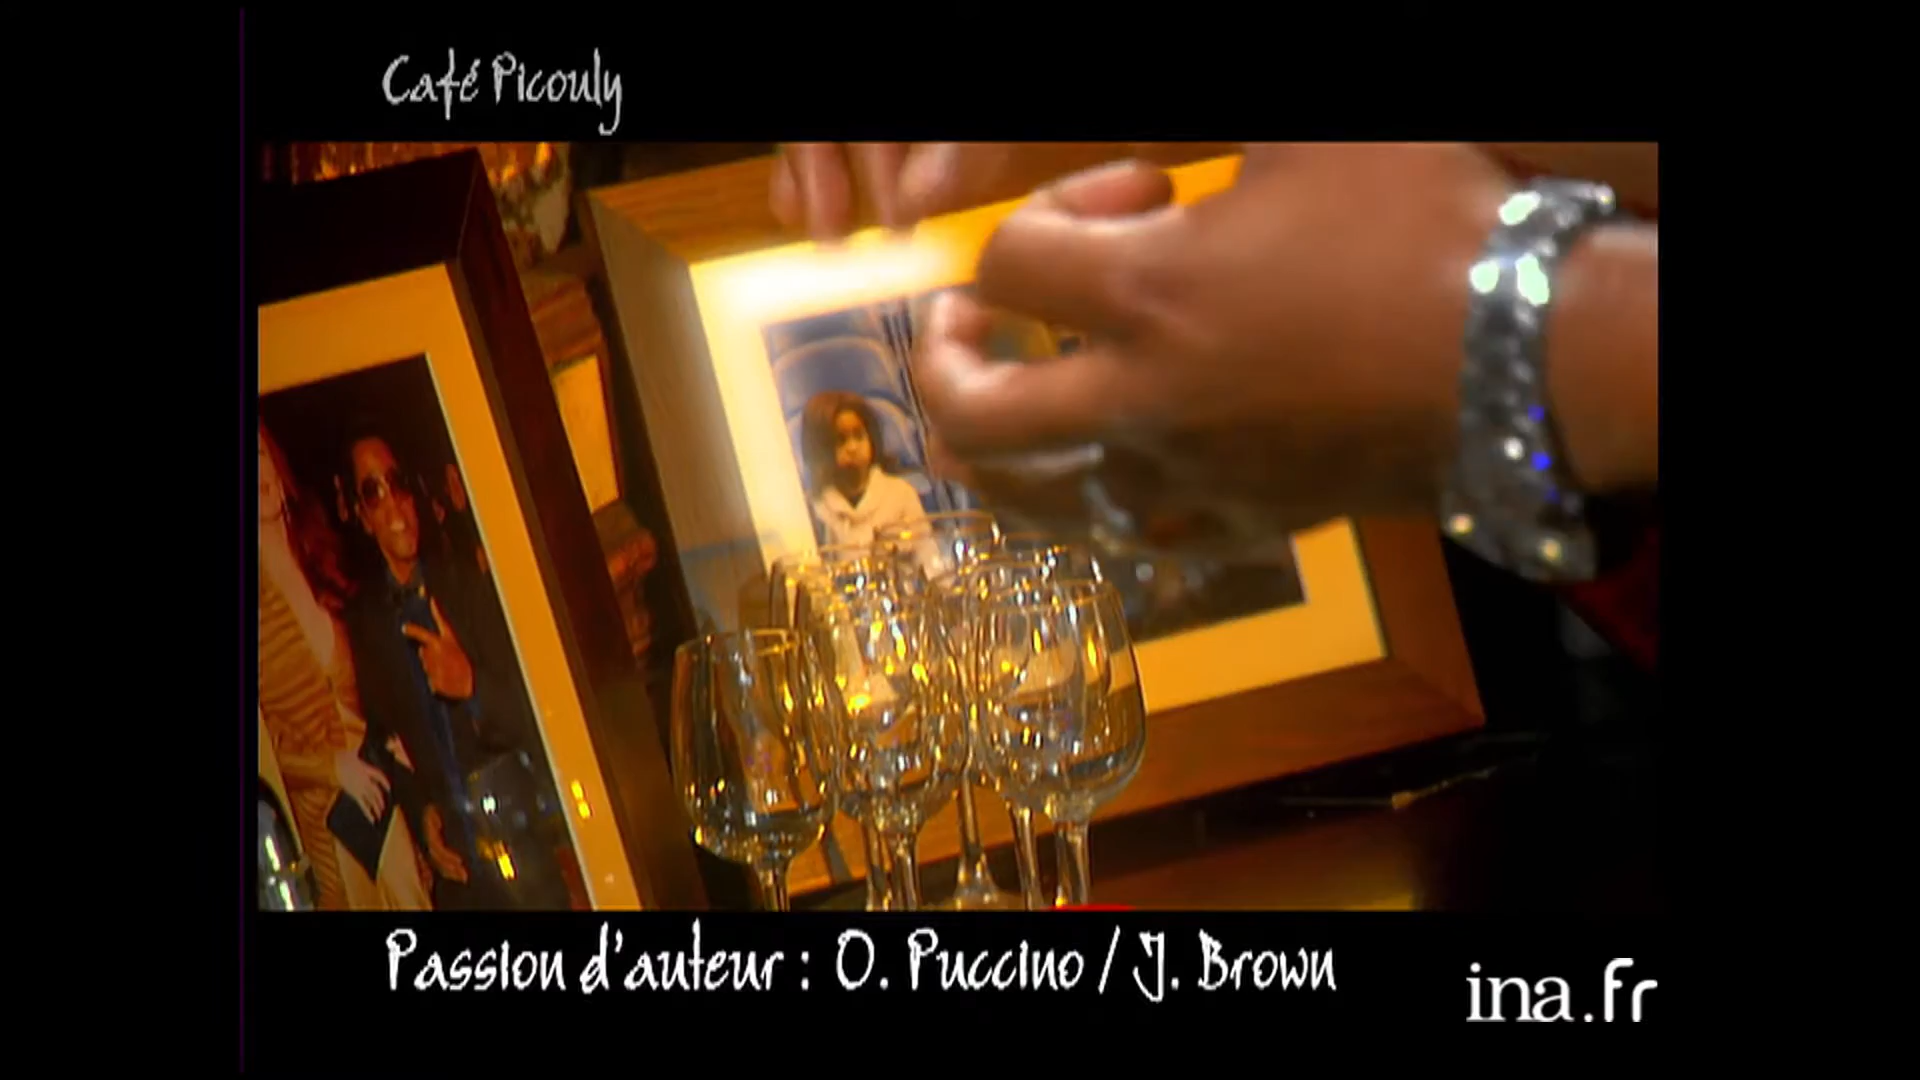 Café Picouly
Passion d'auteur : O. Puccino / J. Brown
ina.fr